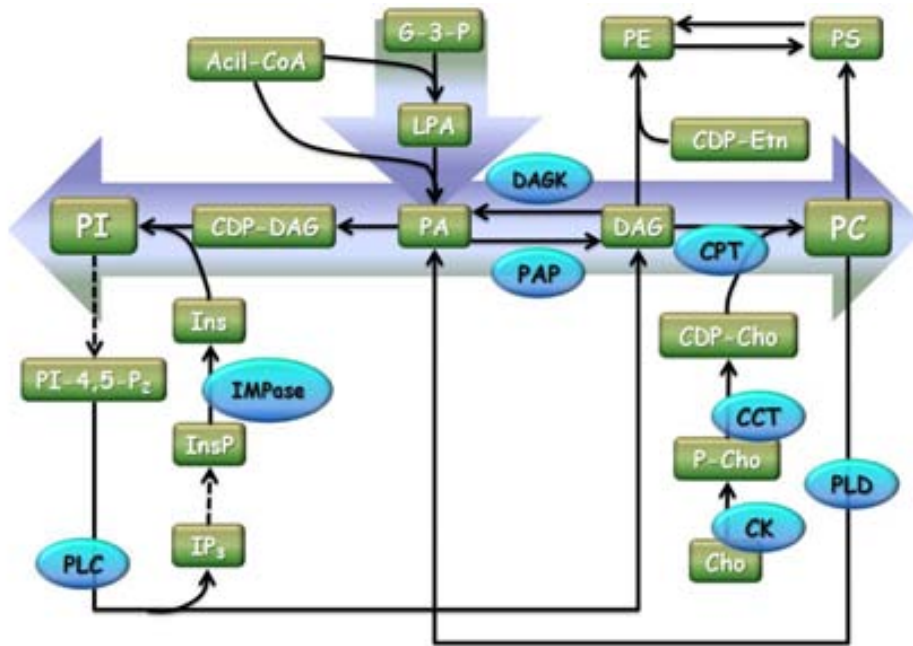 G-3-P
PE
PS
Acil-CoA
LPA
CDP-Etn
DAGK
PI
CDP-DAG
PA
DAG
PC
CPT
PAP
Ins
CDP-Cho
PI-4,5-P₂
IMPase
CCT
InsP
P-Cho
PLD
IP₃
CK
PLC
Cho